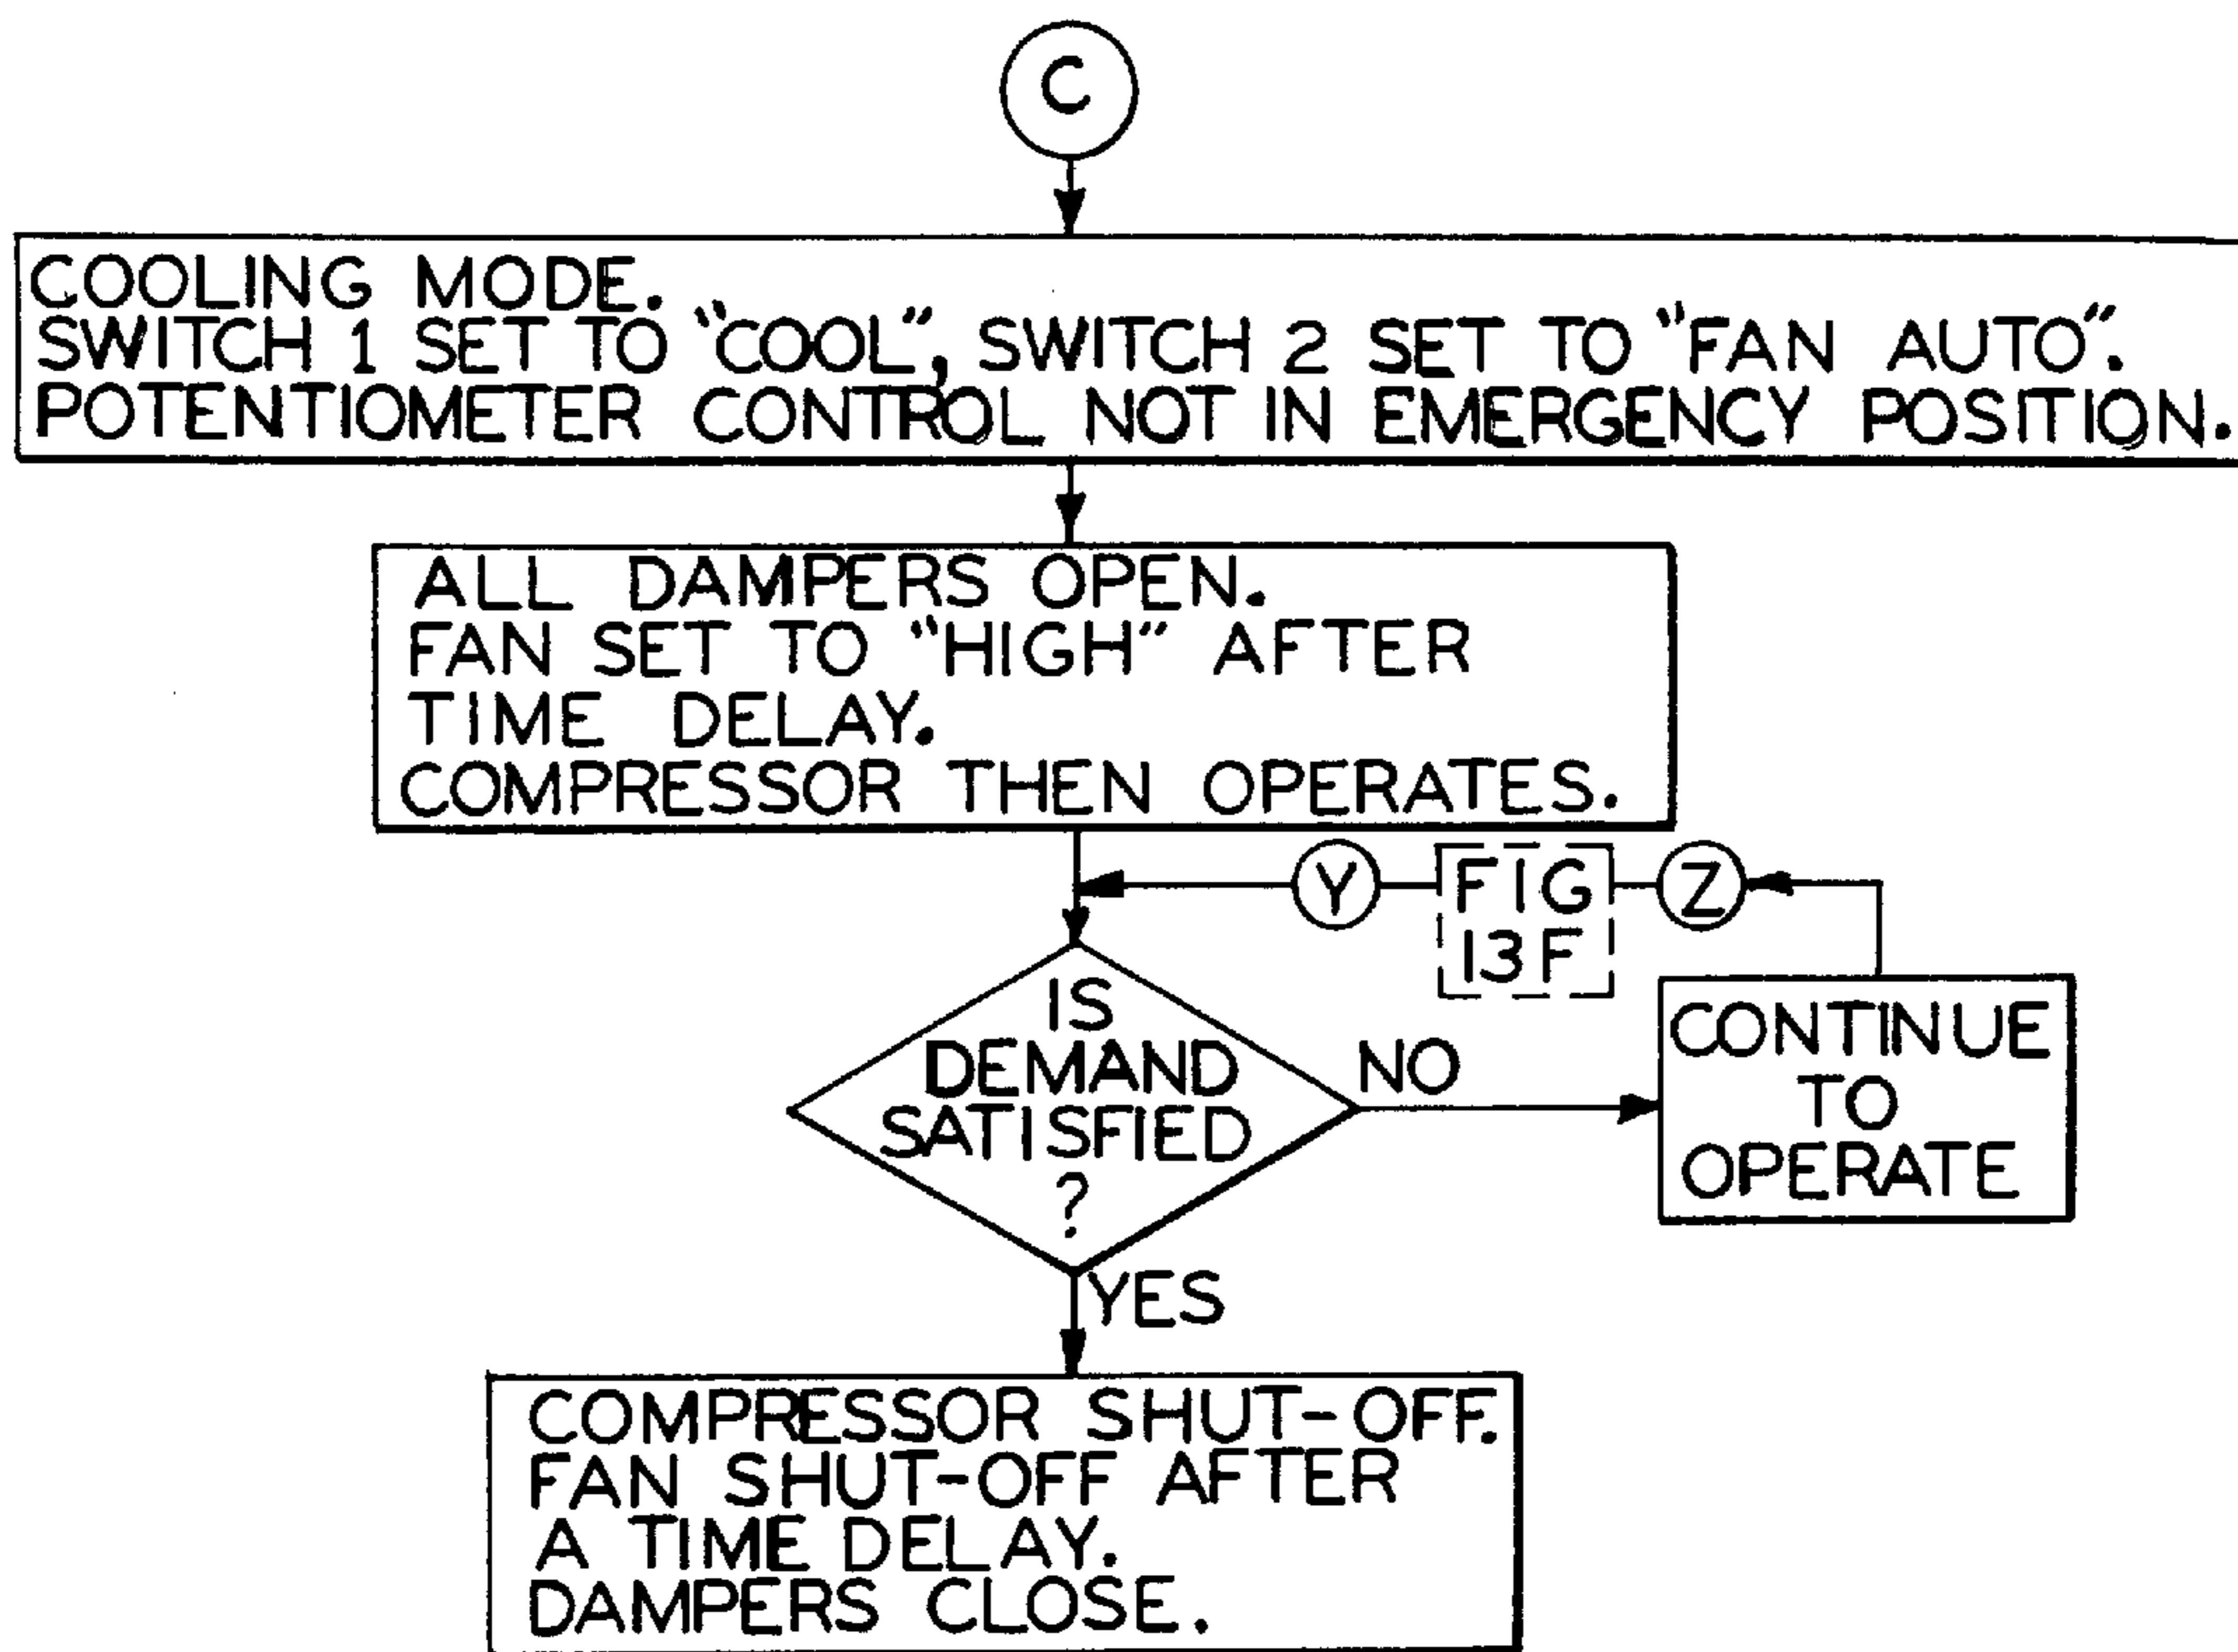 C
COOLING MODE.
SWITCH 1 SET TO "COOL", SWITCH 2 SET TO "FAN AUTO".
POTENTIOMETER CONTROL NOT IN EMERGENCY POSITION.
ALL DAMPERS OPEN.
FAN SET TO "HIGH" AFTER
TIME DELAY.
COMPRESSOR THEN OPERATES.
Y
FIG
13F
Z
IS
DEMAND
SATISFIED
?
NO
CONTINUE
TO
OPERATE
YES
COMPRESSOR SHUT-OFF.
FAN SHUT-OFF AFTER
A TIME DELAY.
DAMPERS CLOSE.